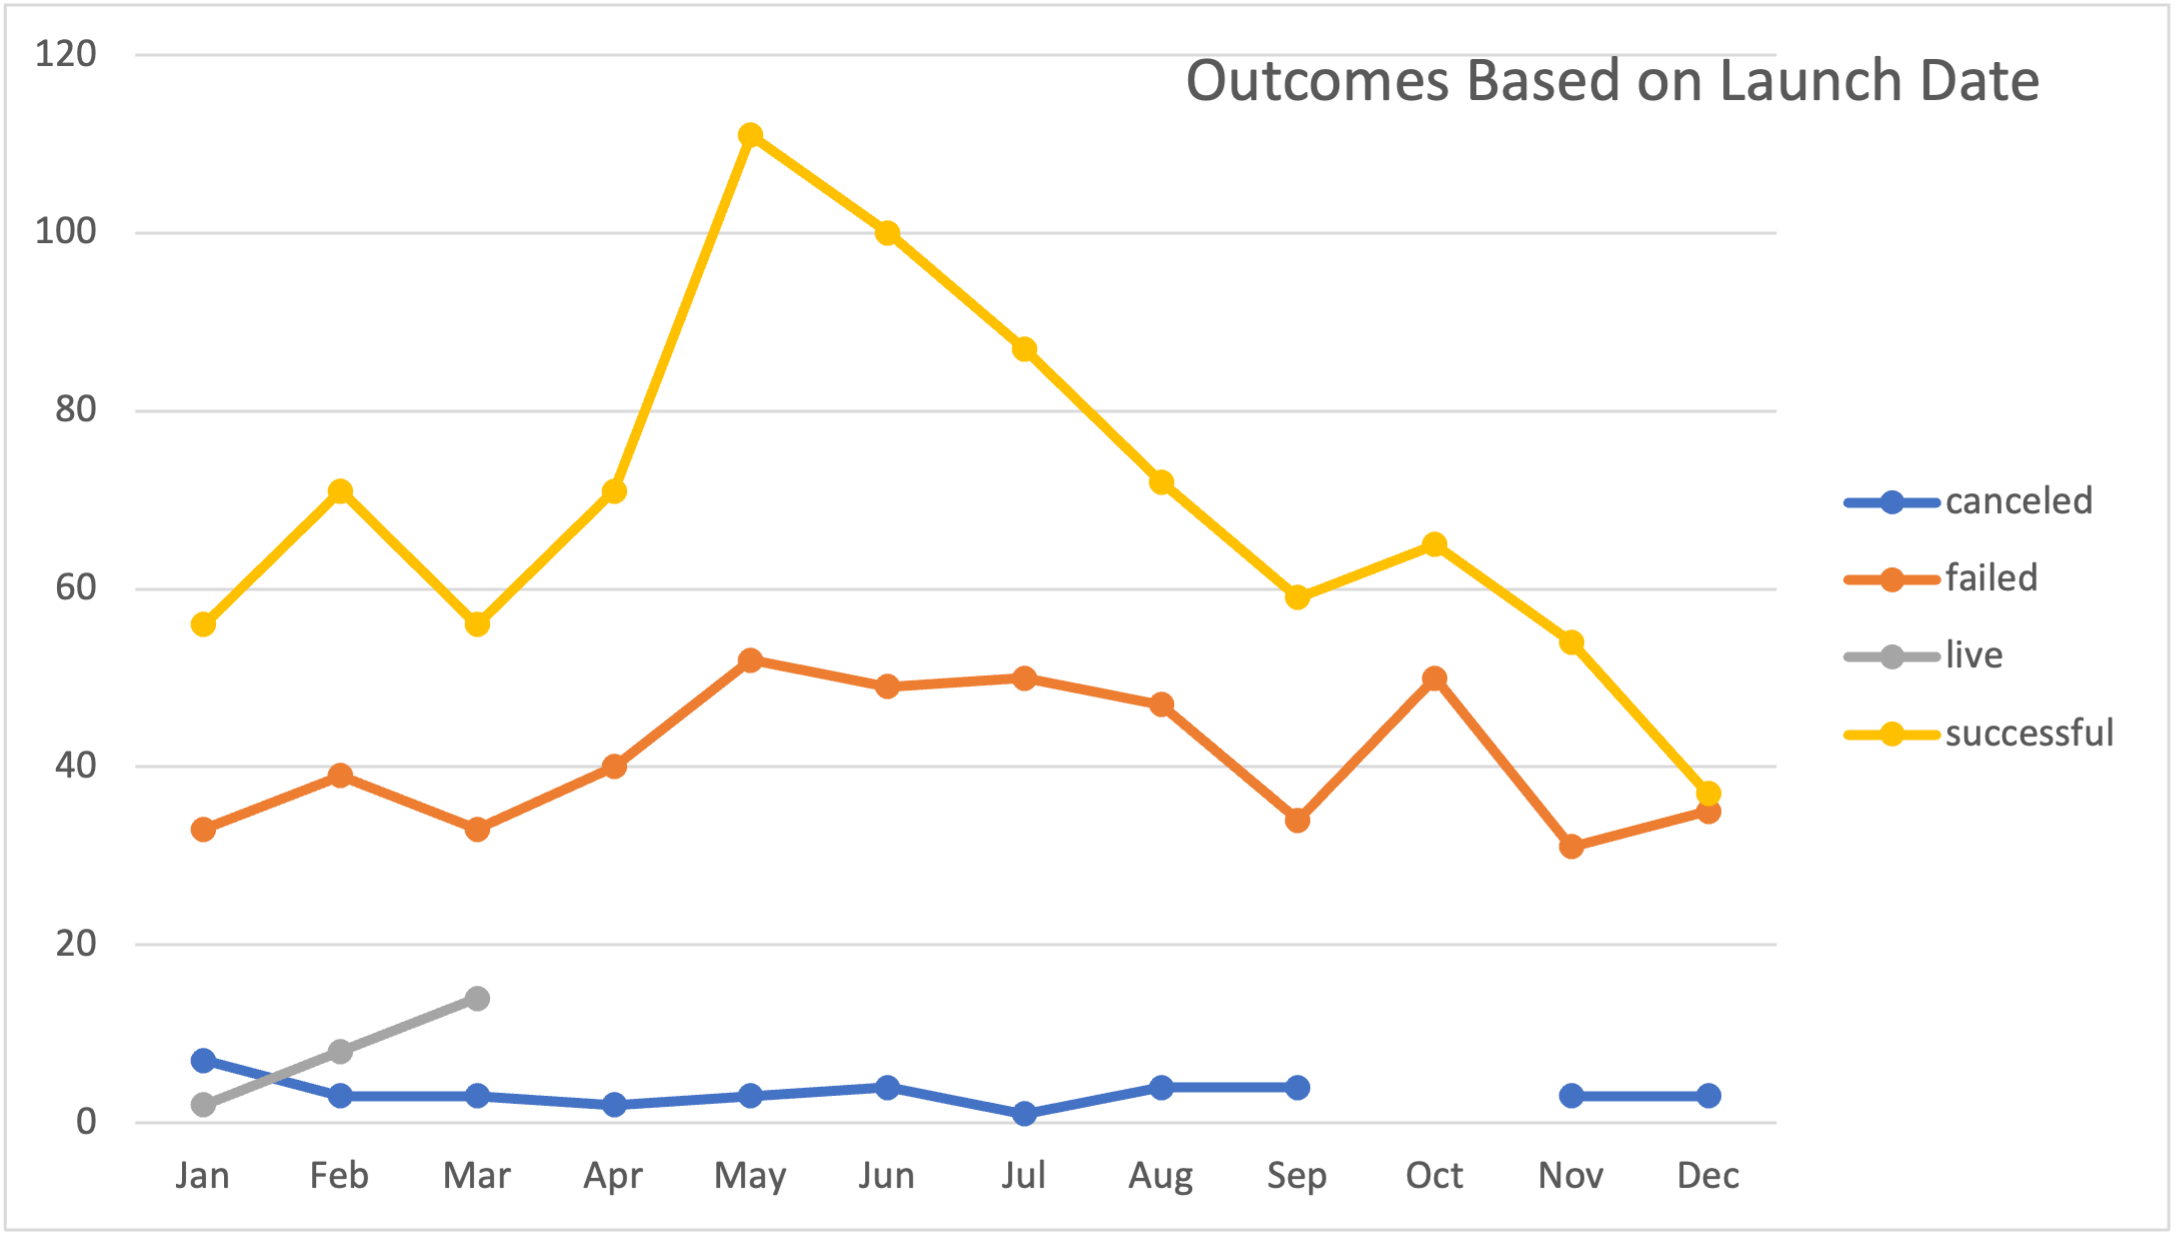 Outcomes Based on Launch Date
120
100
80
60
40
20
0
Jan Feb Mar Apr May Jun Jul Aug Sep Oct Nov Dec
canceled
failed
live
successful